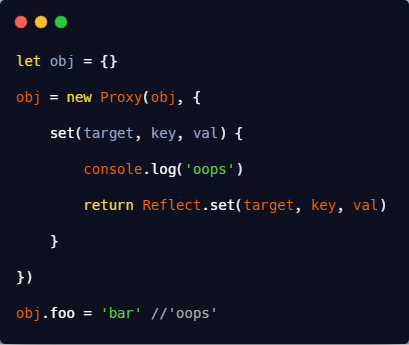 let obj = {}
obj = new Proxy(obj, {
    set(target, key, val) {
        console.log('oops')
        return Reflect.set(target, key, val)
    }
})
obj.foo = 'bar' //'oops'